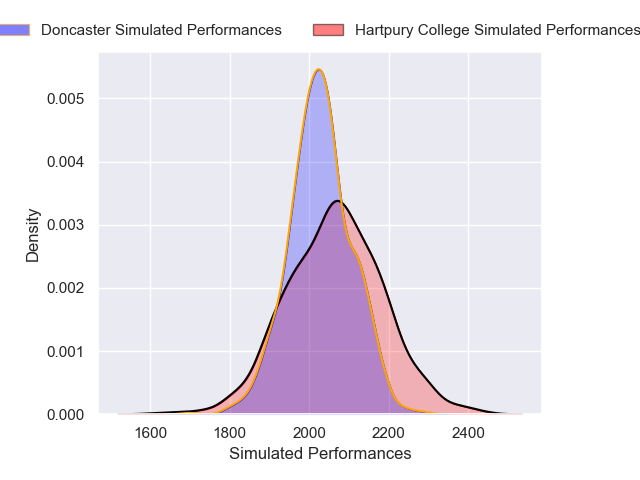 Doncaster Simulated Performances
Hartpury College Simulated Performances
0.005
0.004
0.003
0.002
0.001
0.000
Density
1600 1800 2000 2200 2400
Simulated Performances